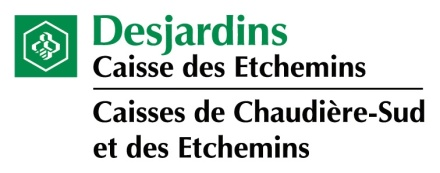 Desjardins
Caisse des Etchemins
Caisses de Chaudière-Sud
et des Etchemins